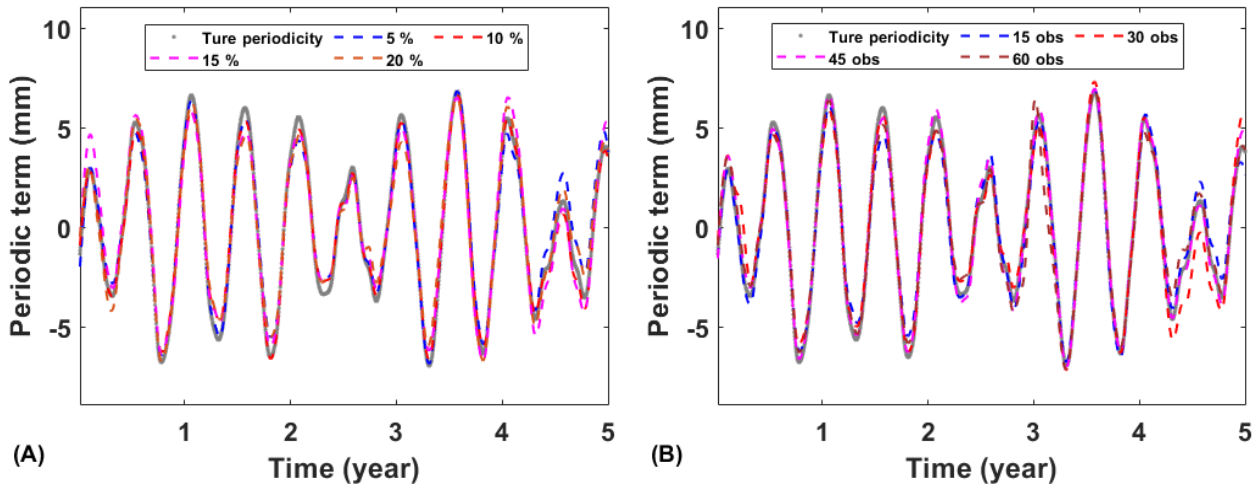 Periodic term (mm)
10
5
0
-5
Ture periodicity 5 % 10 %
15 % 20 %
1 2 3 4 5
Time (year)
(A)
Periodic term (mm)
10
5
0
-5
Ture periodicity 15 obs 30 obs
45 obs 60 obs
1 2 3 4 5
Time (year)
(B)